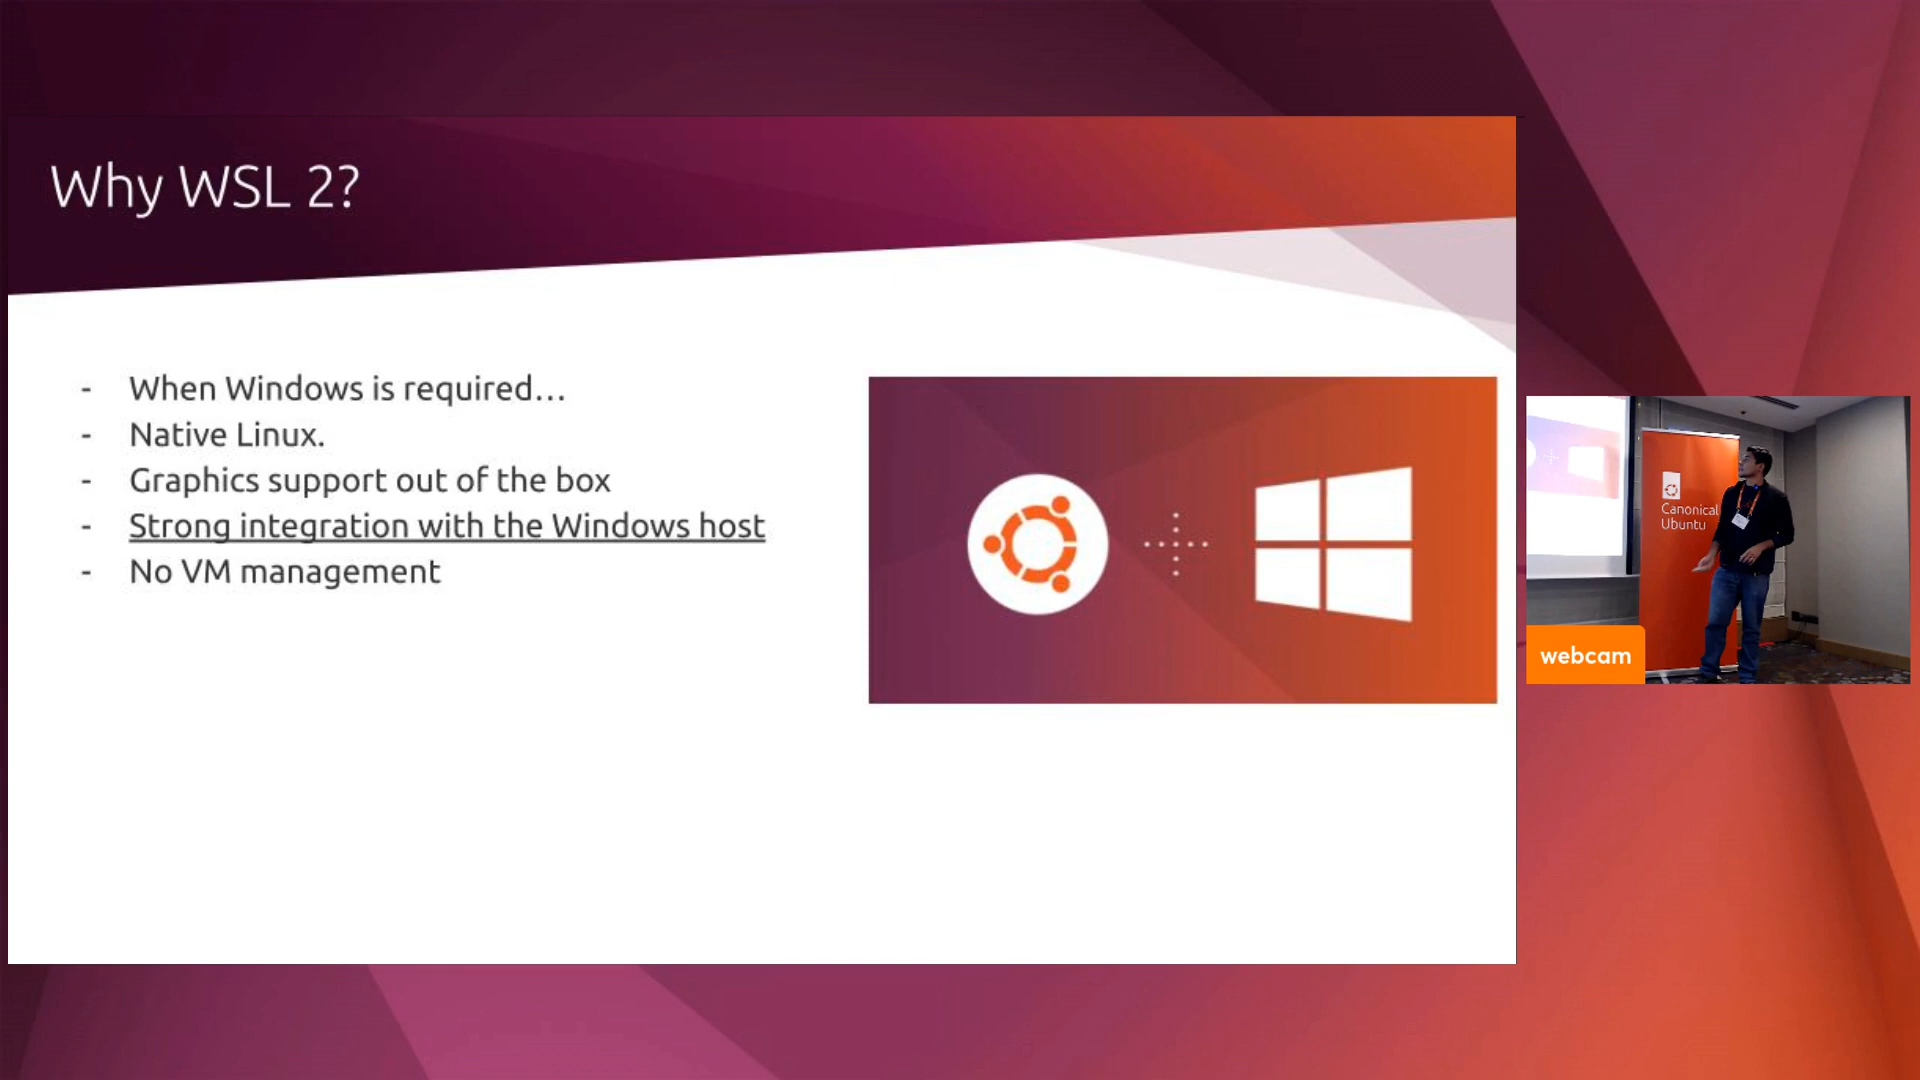 Why WSL 2?
- When Windows is required...
- Native Linux.
- Graphics support out of the box
- Strong integration with the Windows host
- No VM management
Canonical
Ubuntu
webcam